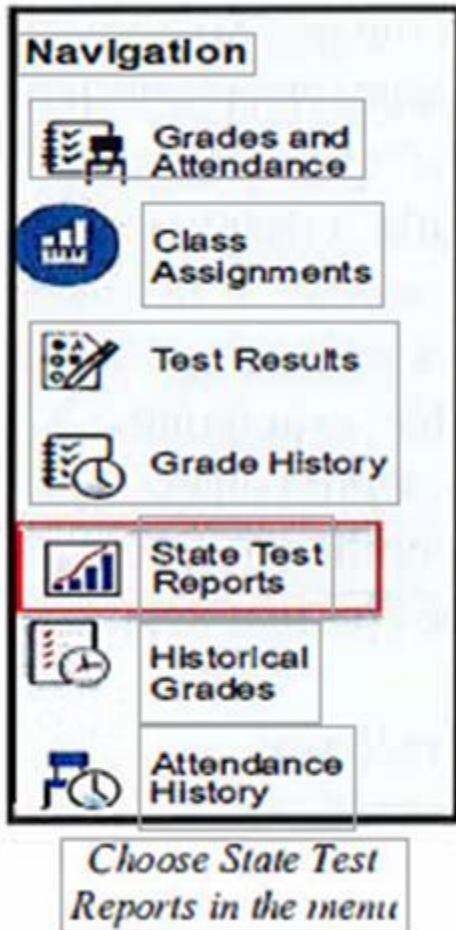 Navigation
Grades and
Attendance
Class
Assignments
Test Results
Grade History
State Test
Reports
Historical
Grades
Attendance
History
Choose State Test
Reports in the menu